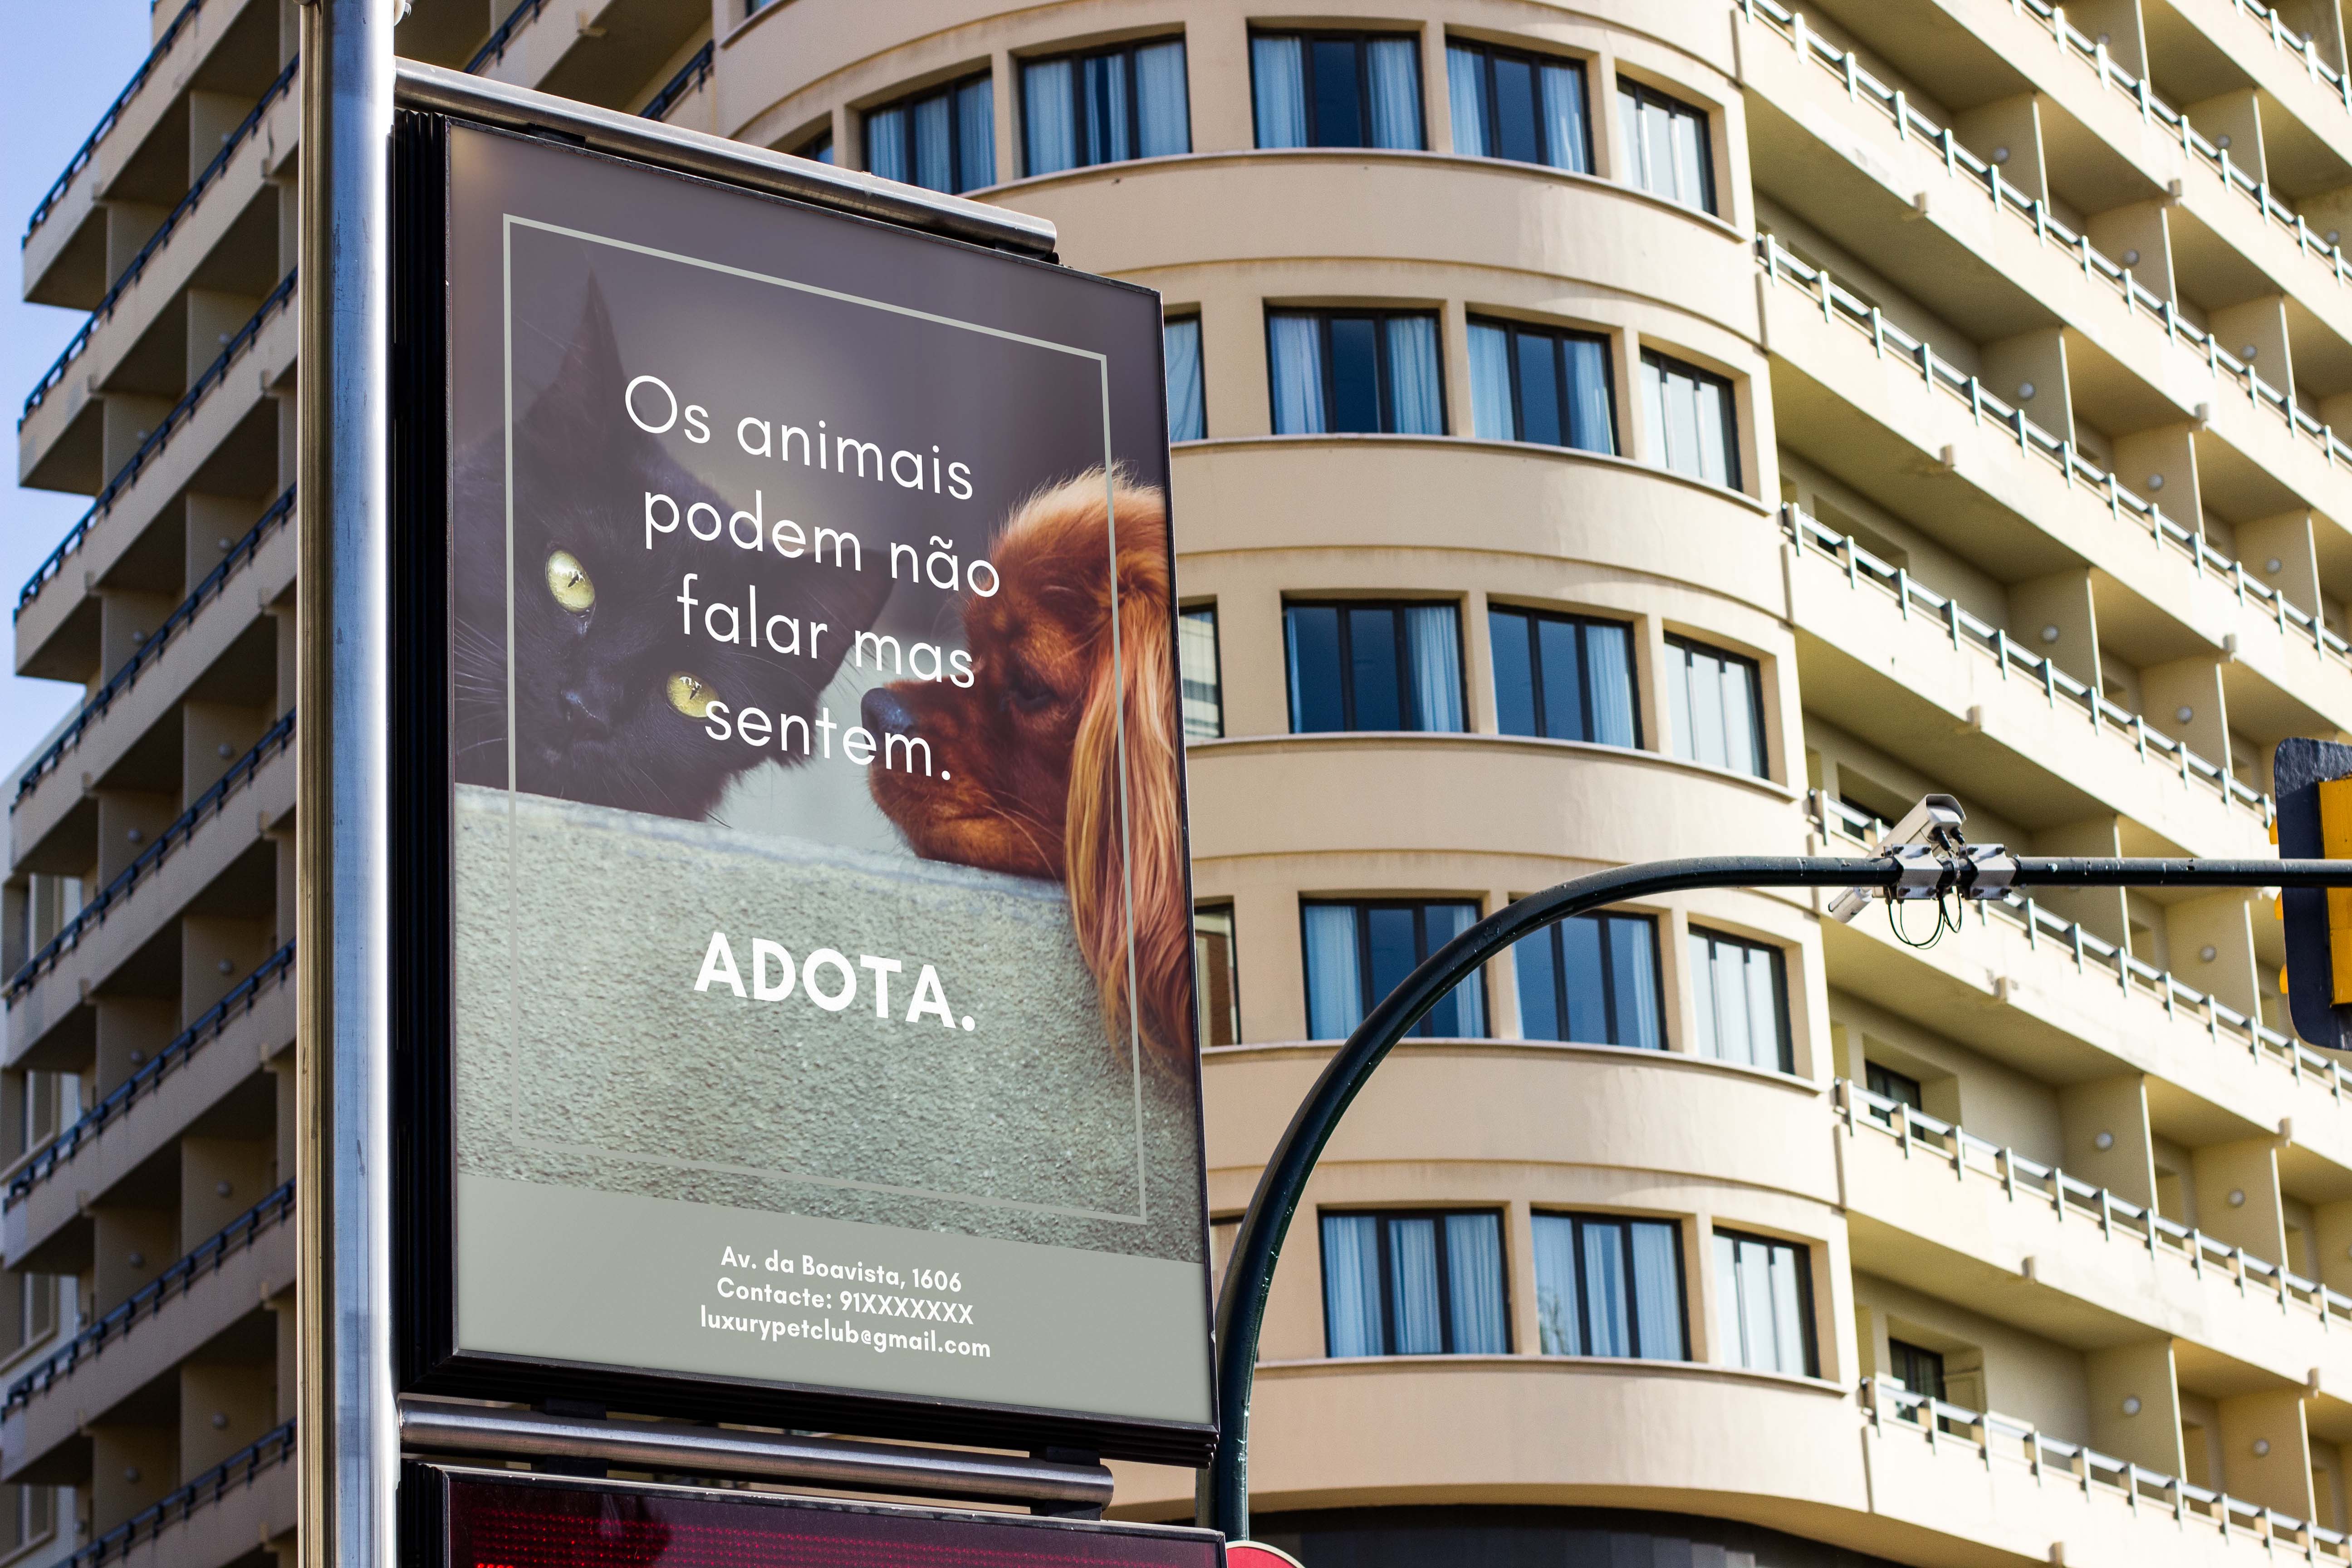 Os animais
podem não
falar mas
sentem.
ADOTA.
Av. da Boavista, 1606
Contacte: 91XXXXXXX
luxurypetclub@gmail.com